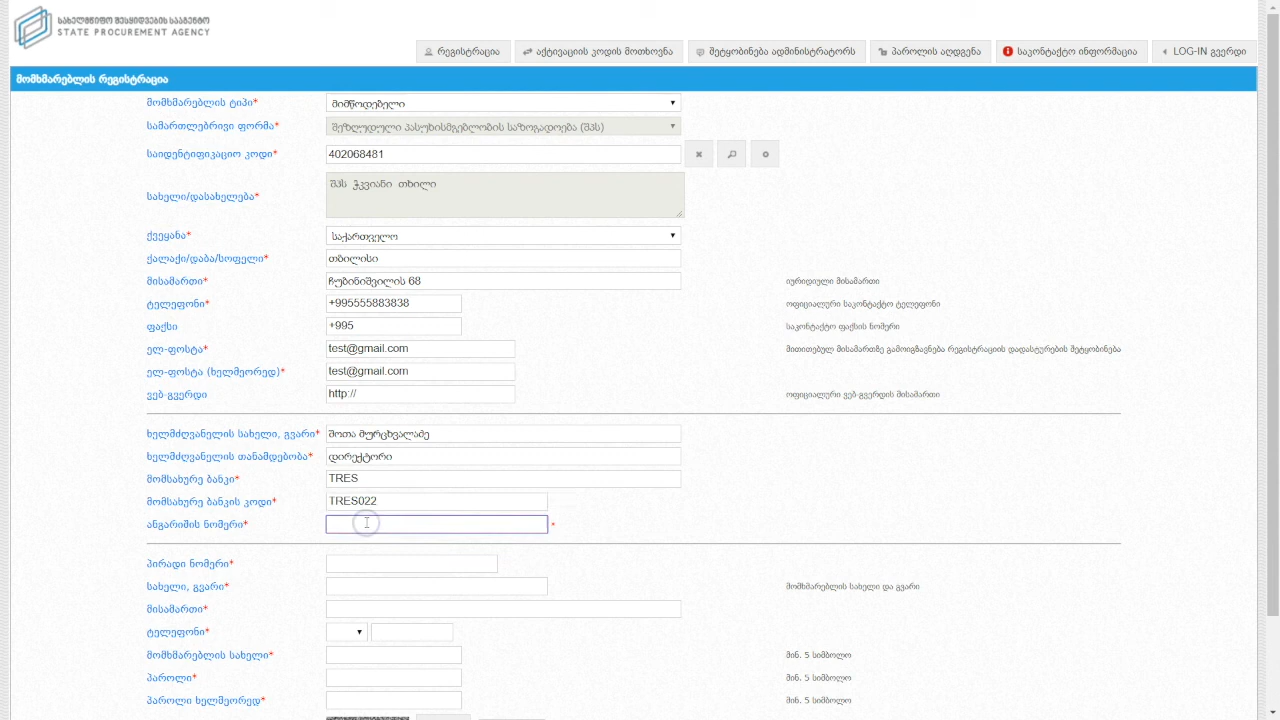 სახელმწიფო შესყიდვების სააგენტო
STATE PROCUREMENT AGENCY
რეგისტრაცია
აქტივაციის კოდის მოთხოვნა
შეტყობინება ადმინისტრატორს
პაროლის აღდგენა
საკონტაქტო ინფორმაცია
LOG-IN გვერდი
მომხმარებლის რეგისტრაცია
მომხმარებლის ტიპი* მიმწოდებელი
სამართლებრივი ფორმა* შეზღუდული პასუხისმგებლობის საზოგადოება (შპს)
საიდენტიფიკაციო კოდი* 402068481
სახელი/დასახელება* შპს ჭკვიანი თხილი
ქვეყანა* საქართველო
ქალაქი/დაბა/სოფელი* თბილისი
მისამართი* ჩუბინიშვილის 68 იურიდიული მისამართი
ტელეფონი* +995555883838 ოფიციალური საკონტაქტო ტელეფონი
ფაქსი +995 საკონტაქტო ფაქსის ნომერი
ელ-ფოსტა* test@gmail.com მითითებულ მისამართზე გამოიგზავნება რეგისტრაციის დადასტურების შეტყობინება
ელ-ფოსტა (ხელმეორედ)* test@gmail.com
ვებ-გვერდი http:// ოფიციალური ვებ-გვერდის მისამართი
ხელმძღვანელის სახელი, გვარი* შოთა მურცხვალაძე
ხელმძღვანელის თანამდებობა* დირექტორი
მომსახურე ბანკი* TRES
მომსახურე ბანკის კოდი* TRES022
ანგარიშის ნომერი* *
პირადი ნომერი*
სახელი, გვარი* მომხმარებლის სახელი და გვარი
მისამართი*
ტელეფონი*
მომხმარებლის სახელი* მინ. 5 სიმბოლო
პაროლი* მინ. 5 სიმბოლო
პაროლი ხელმეორედ* მინ. 5 სიმბოლო